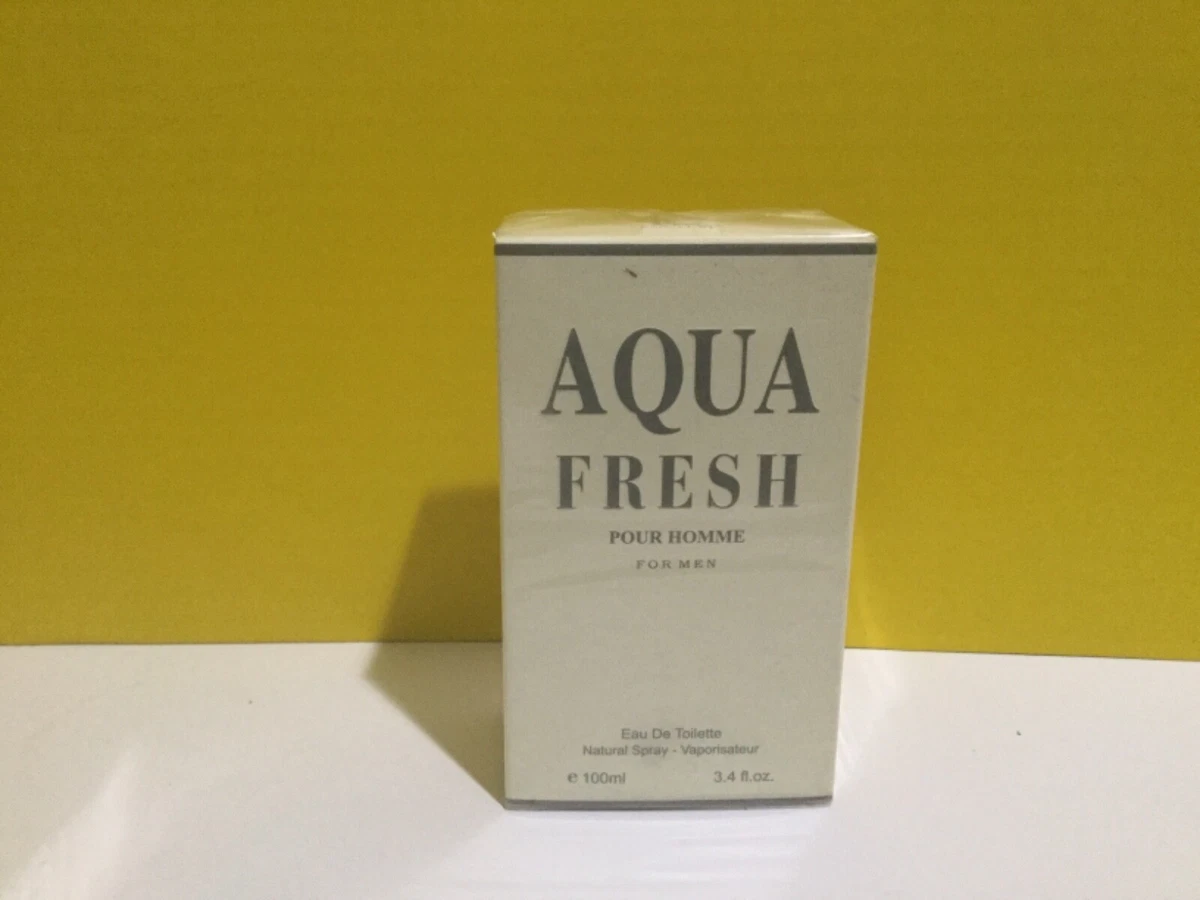 AQUA
FRESH
POUR HOMME
FOR MEN
Eau De Toilette
Natural Spray - Vaporisateur
℮ 100ml 3.4 fl.oz.